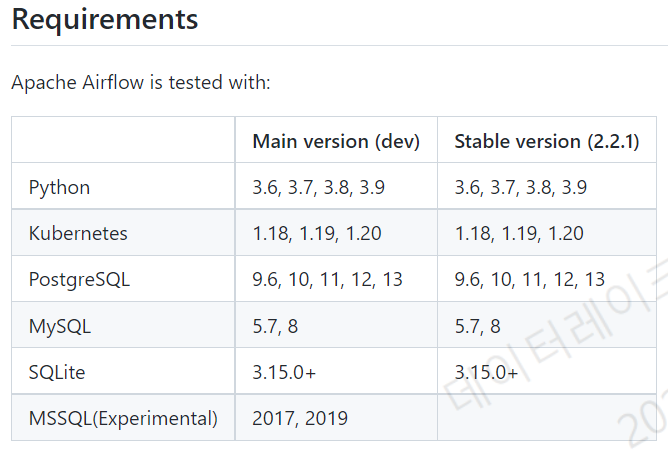 Requirements
Apache Airflow is tested with:
Main version (dev) Stable version (2.2.1)
Python 3.6, 3.7, 3.8, 3.9 3.6, 3.7, 3.8, 3.9
Kubernetes 1.18, 1.19, 1.20 1.18, 1.19, 1.20
PostgreSQL 9.6, 10, 11, 12, 13 9.6, 10, 11, 12, 13
MySQL 5.7, 8 5.7, 8
SQLite 3.15.0+ 3.15.0+
MSSQL(Experimental) 2017, 2019
데이터레이크